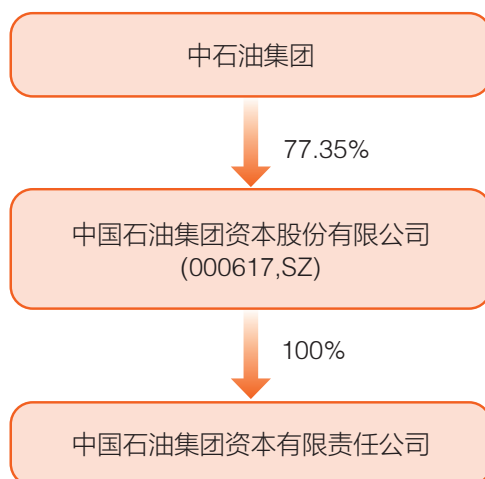 中石油集团
77.35%
中国石油集团资本股份有限公司
(000617,SZ)
100%
中国石油集团资本有限责任公司